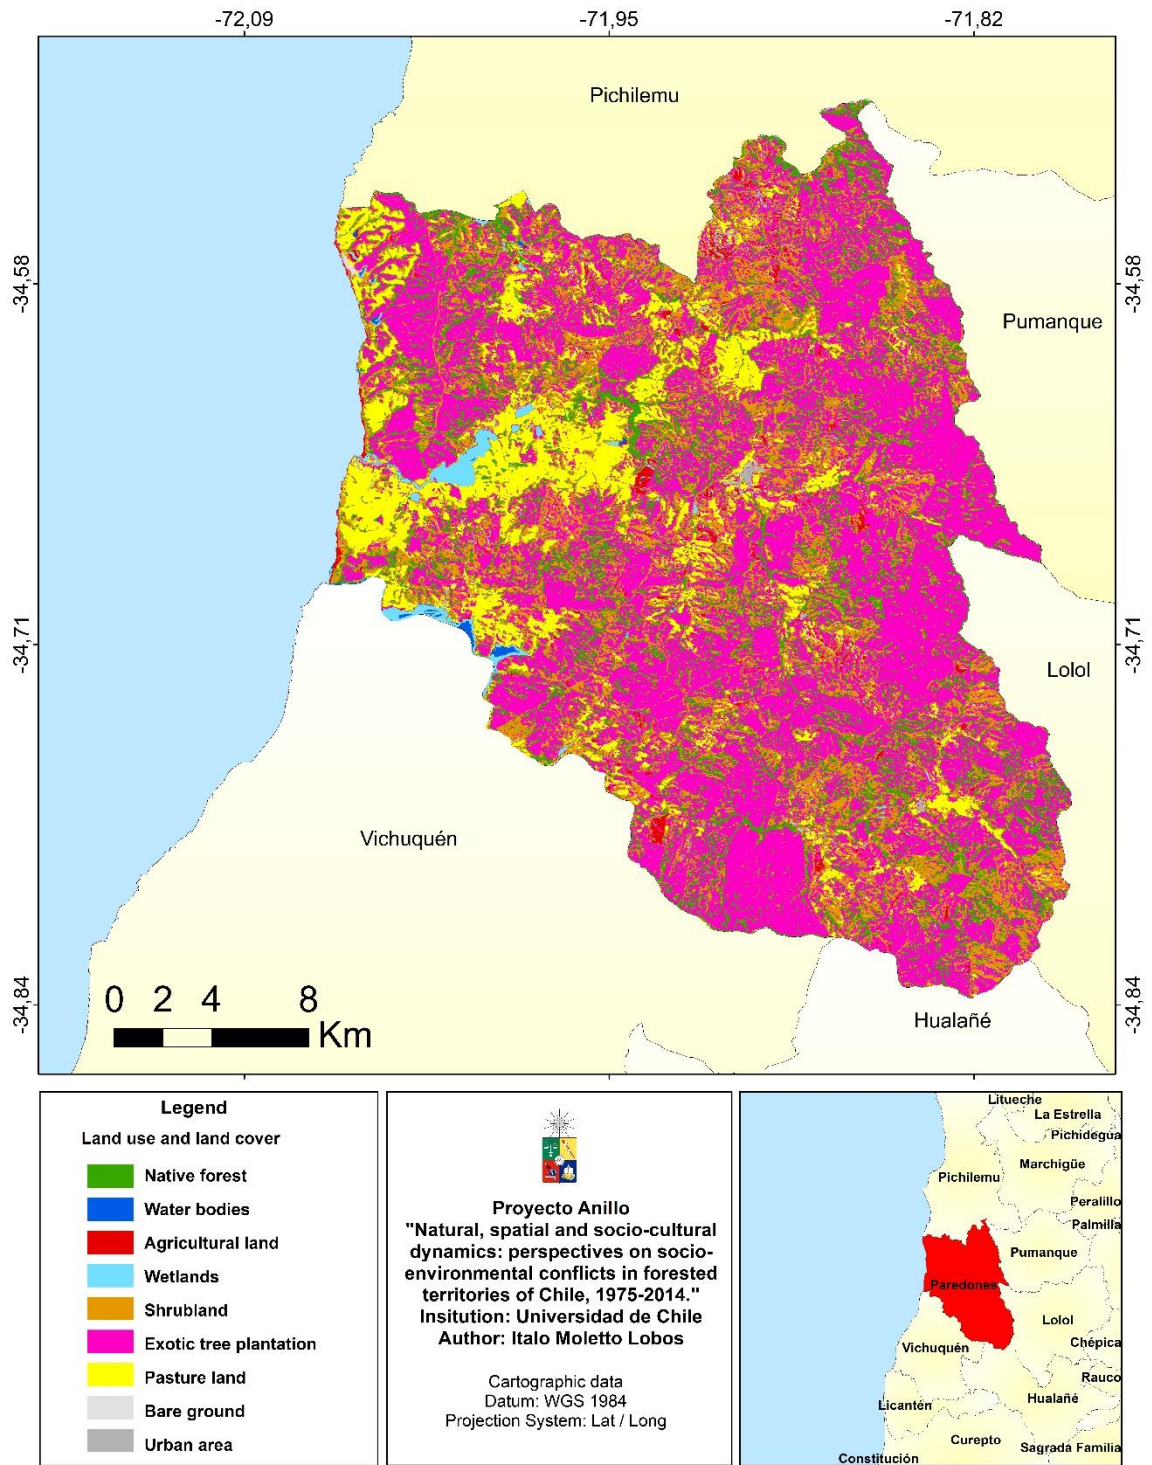 -72,09
-71,95
-71,82
Pichilemu
-34,58
-34,58
Pumanque
-34,71
-34,71
Lolol
Vichuquén
-34,84
-34,84
Hualañé
0 2 4 8
Km
Legend
Land use and land cover
Native forest
Water bodies
Agricultural land
Wetlands
Shrubland
Exotic tree plantation
Pasture land
Bare ground
Urban area
Proyecto Anillo
"Natural, spatial and socio-cultural
dynamics: perspectives on socio-
environmental conflicts in forested
territories of Chile, 1975-2014."
Insitution: Universidad de Chile
Author: Italo Moletto Lobos
Cartographic data
Datum: WGS 1984
Projection System: Lat / Long
Litueche
La Estrella
Pichidegua
Marchigüe
Pichilemu
Peralillo
Palmilla
Pumanque
Paredones
Lolol
Chépica
Vichuquén
Rauco
Hualañé
Licantén
Curepto
Sagrada Familia
Constitución